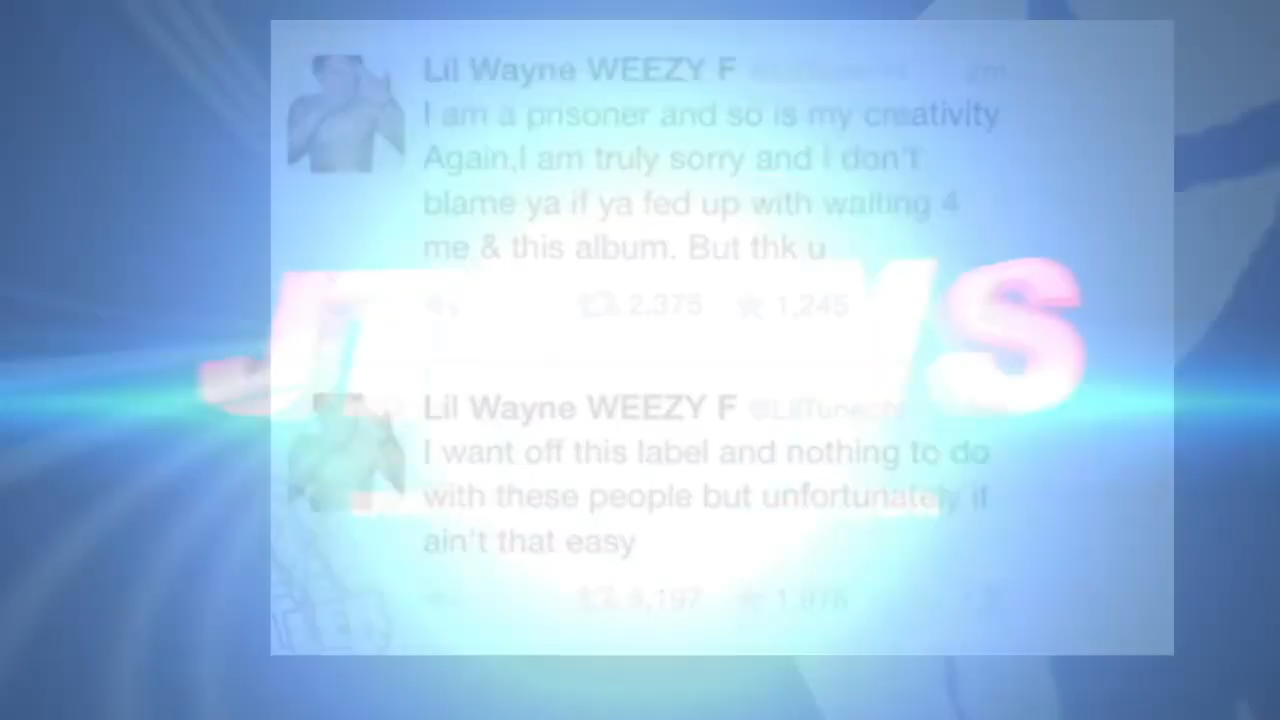 Lil Wayne WEEZY F
I am a prisoner and so is my creativity
Again,I am truly sorry and I don't
blame ya if ya fed up with waiting 4
me & this album. But thk u
2,375 1,245
Lil Wayne WEEZY F @LilTunechi
I want off this label and nothing to do
with these people but unfortunately it
ain't that easy